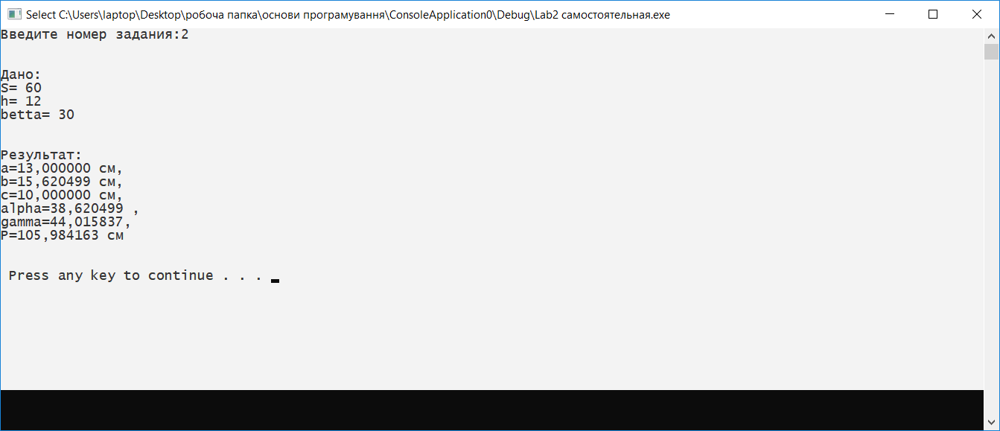 Select C:\Users\laptop\Desktop\робоча папка\основи програмування\ConsoleApplication0\Debug\Lab2 самостоятельная.exe
Введите номер задания:2
Дано:
S= 60
h= 12
betta= 30
Результат:
a=13,000000 см,
b=15,620499 см,
c=10,000000 см,
alpha=38,620499 ,
gamma=44,015837,
P=105,984163 см
Press any key to continue . . .